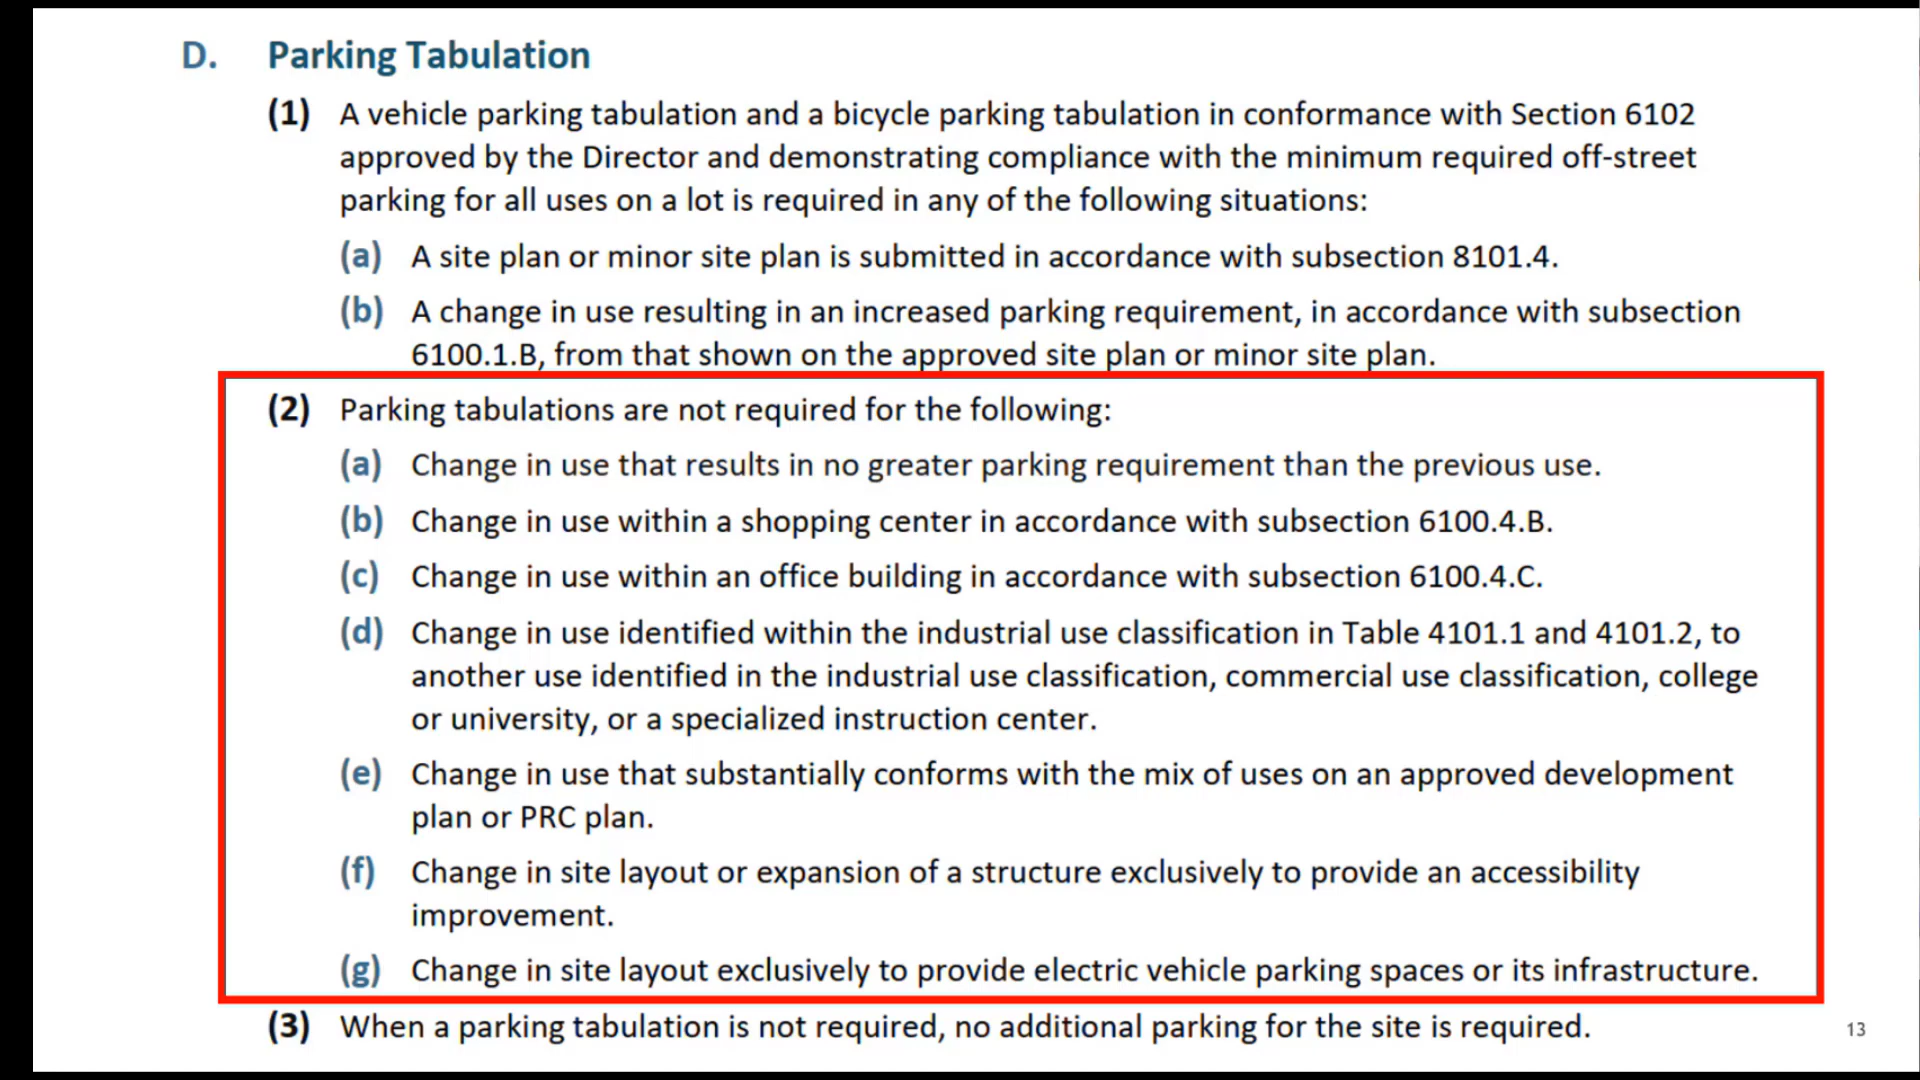 D. Parking Tabulation
(1) A vehicle parking tabulation and a bicycle parking tabulation in conformance with Section 6102
approved by the Director and demonstrating compliance with the minimum required off-street
parking for all uses on a lot is required in any of the following situations:
(a) A site plan or minor site plan is submitted in accordance with subsection 8101.4.
(b) A change in use resulting in an increased parking requirement, in accordance with subsection
6100.1.B, from that shown on the approved site plan or minor site plan.
(2) Parking tabulations are not required for the following:
(a) Change in use that results in no greater parking requirement than the previous use.
(b) Change in use within a shopping center in accordance with subsection 6100.4.B.
(c) Change in use within an office building in accordance with subsection 6100.4.C.
(d) Change in use identified within the industrial use classification in Table 4101.1 and 4101.2, to
another use identified in the industrial use classification, commercial use classification, college
or university, or a specialized instruction center.
(e) Change in use that substantially conforms with the mix of uses on an approved development
plan or PRC plan.
(f) Change in site layout or expansion of a structure exclusively to provide an accessibility
improvement.
(g) Change in site layout exclusively to provide electric vehicle parking spaces or its infrastructure.
(3) When a parking tabulation is not required, no additional parking for the site is required.
13